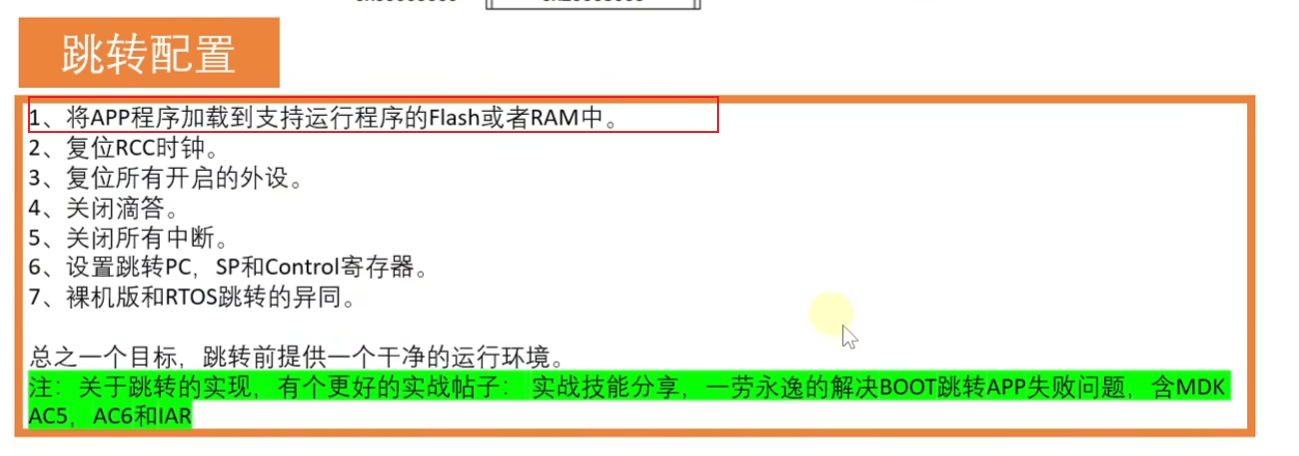 跳转配置
1、将APP程序加载到支持运行程序的Flash或者RAM中。
2、复位RCC时钟。
3、复位所有开启的外设。
4、关闭滴答。
5、关闭所有中断。
6、设置跳转PC，SP和Control寄存器。
7、裸机版和RTOS跳转的异同。
总之一个目标，跳转前提供一个干净的运行环境。
注：关于跳转的实现，有个更好的实战帖子： 实战技能分享，一劳永逸的解决BOOT跳转APP失败问题，含MDK
AC5，AC6和IAR